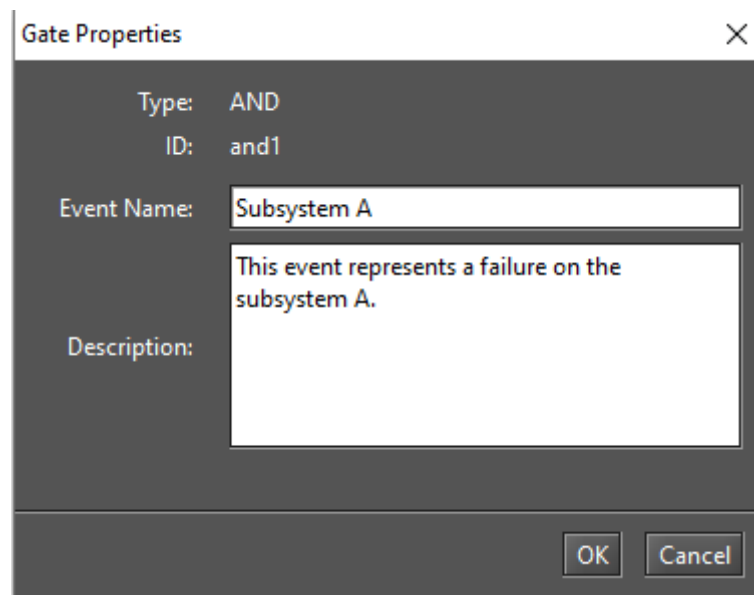 Gate Properties
Type: AND
ID: and1
Event Name: Subsystem A
Description: This event represents a failure on the
subsystem A.
OK Cancel